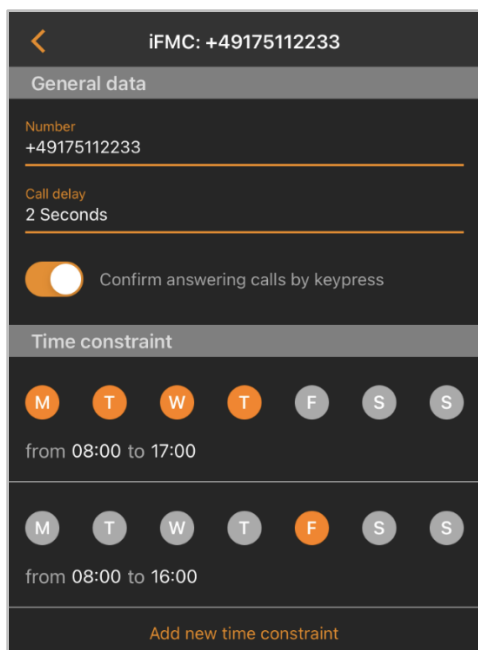 iFMC: +49175112233
General data
Number
+49175112233
Call delay
2 Seconds
Confirm answering calls by keypress
Time constraint
M T W T F S S
from 08:00 to 17:00
M T W T F S S
from 08:00 to 16:00
Add new time constraint